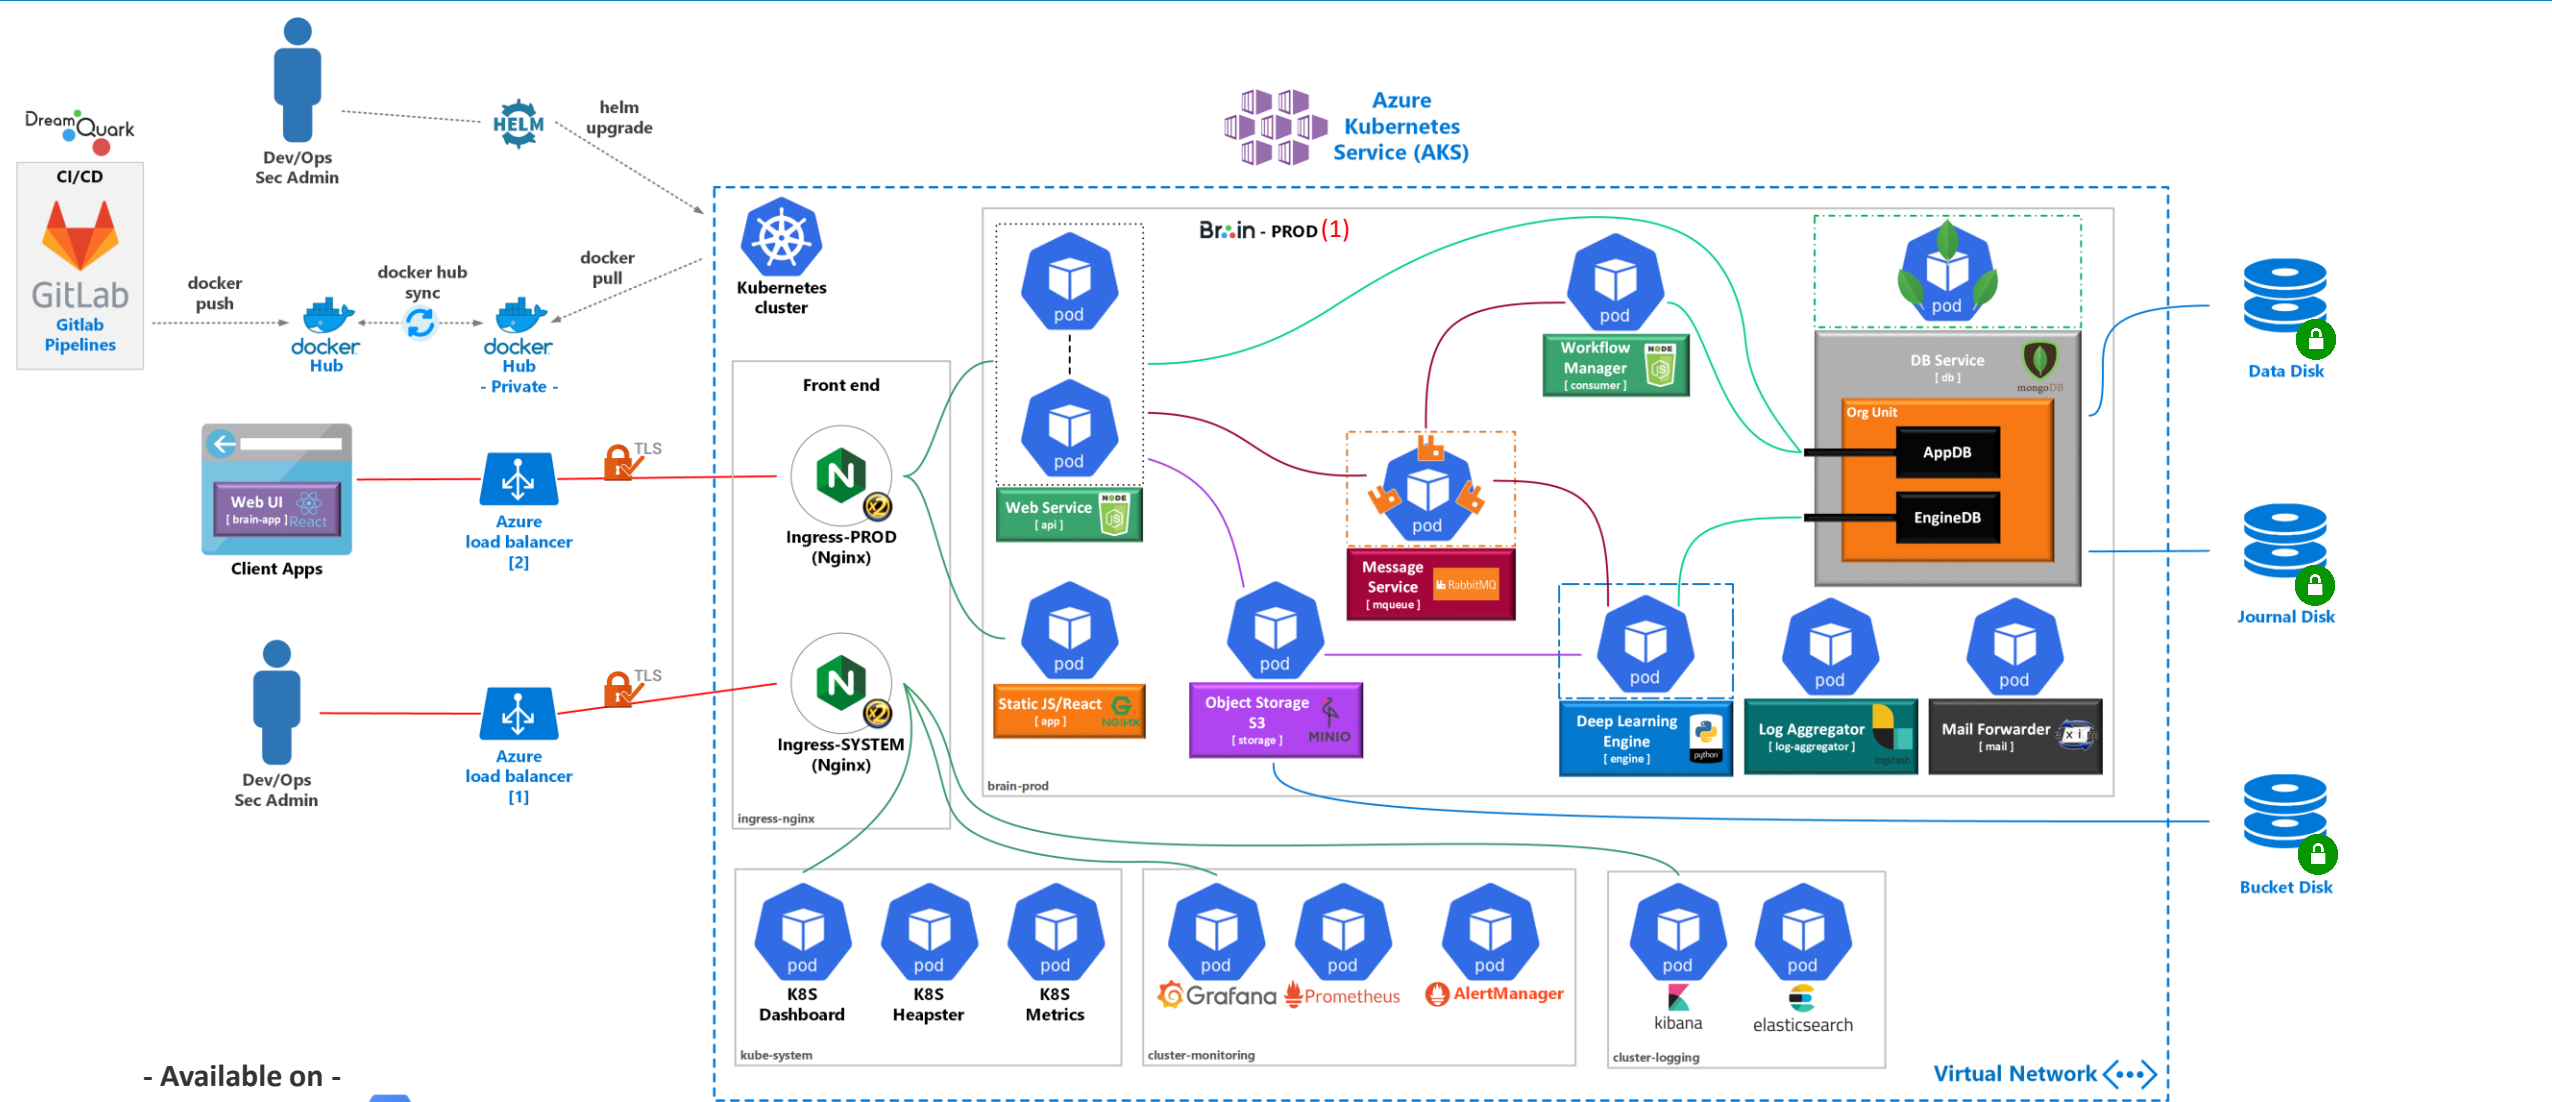 DreamQuark
CI/CD
GitLab
Gitlab
Pipelines
Dev/Ops
Sec Admin
HELM
helm
upgrade
docker
push
docker hub
sync
docker
pull
docker
Hub
docker
Hub
- Private -
Azure
Kubernetes
Service (AKS)
Kubernetes
cluster
Web UI
[ brain-app ]
React
Client Apps
Azure
load balancer
[2]
TLS
Dev/Ops
Sec Admin
Azure
load balancer
[1]
TLS
Front end
N
Ingress-PROD
(Nginx)
N
Ingress-SYSTEM
(Nginx)
ingress-nginx
Brain - PROD (1)
pod
pod
Web Service
[ api ]
NODE
JS
pod
Static JS/React
[ app ]
NGINX
pod
Object Storage
S3
[ storage ]
MINIO
pod
Message
Service
[ mqueue ]
RabbitMQ
pod
Workflow
Manager
[ consumer ]
NODE
JS
pod
DB Service
[ db ]
mongoDB
Org Unit
AppDB
EngineDB
pod
Deep Learning
Engine
[ engine ]
python
pod
Log Aggregator
[ log-aggregator ]
logstash
pod
Mail Forwarder
[ mail ]
brain-prod
Data Disk
Journal Disk
Bucket Disk
pod
K8S
Dashboard
pod
K8S
Heapster
pod
K8S
Metrics
kube-system
pod
Grafana
pod
Prometheus
pod
AlertManager
cluster-monitoring
pod
kibana
pod
elasticsearch
cluster-logging
Virtual Network
- Available on -